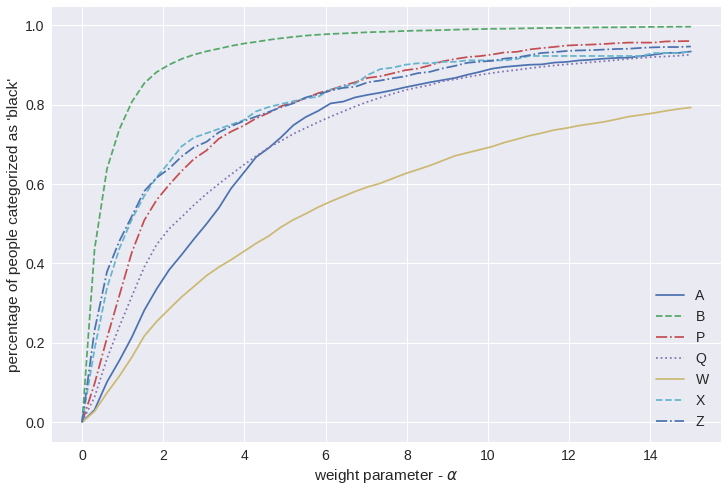 1.0
0.8
0.6
0.4
0.2
0.0
percentage of people categorized as 'black'
0 2 4 6 8 10 12 14
weight parameter - α
A
B
P
Q
W
X
Z